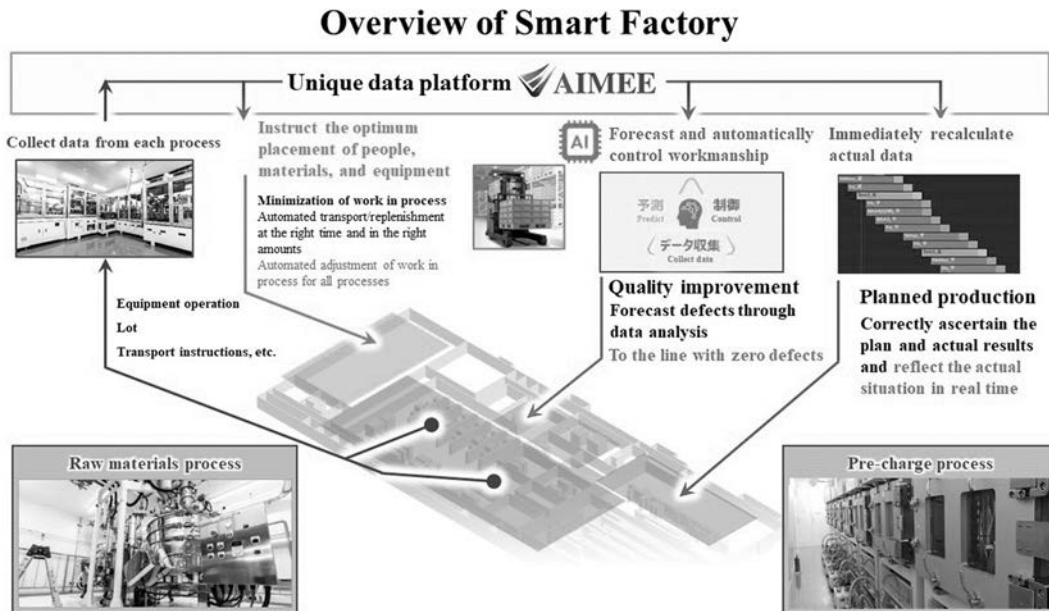 Overview of Smart Factory
Unique data platform AIMEE
Collect data from each process
Instruct the optimum
placement of people,
materials, and equipment
Minimization of work in process
Automated transport/replenishment
at the right time and in the right
amounts
Automated adjustment of work in
process for all processes
AI
Forecast and automatically
control workmanship
予測
Predict
制御
Control
データ収集
Collect data
Quality improvement
Forecast defects through
data analysis
To the line with zero defects
Immediately recalculate
actual data
Planned production
Correctly ascertain the
plan and actual results
and reflect the actual
situation in real time
Equipment operation
Lot
Transport instructions, etc.
Raw materials process
Pre-charge process